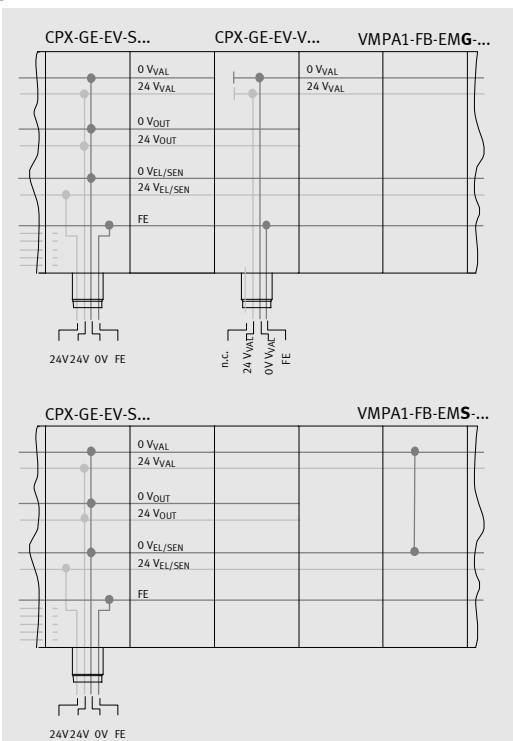 CPX-GE-EV-S... CPX-GE-EV-V... VMPA1-FB-EMG-...
0 VVAL 0 VVAL
24 VVAL 24 VVAL
0 VOUT
24 VOUT
0 VEL/SEN
24 VEL/SEN
FE
24V 24V 0V FE
n.c. 24 VVAL 0V VVAL FE
CPX-GE-EV-S... VMPA1-FB-EMS-...
0 VVAL
24 VVAL
0 VOUT
24 VOUT
0 VEL/SEN
24 VEL/SEN
FE
24V 24V 0V FE